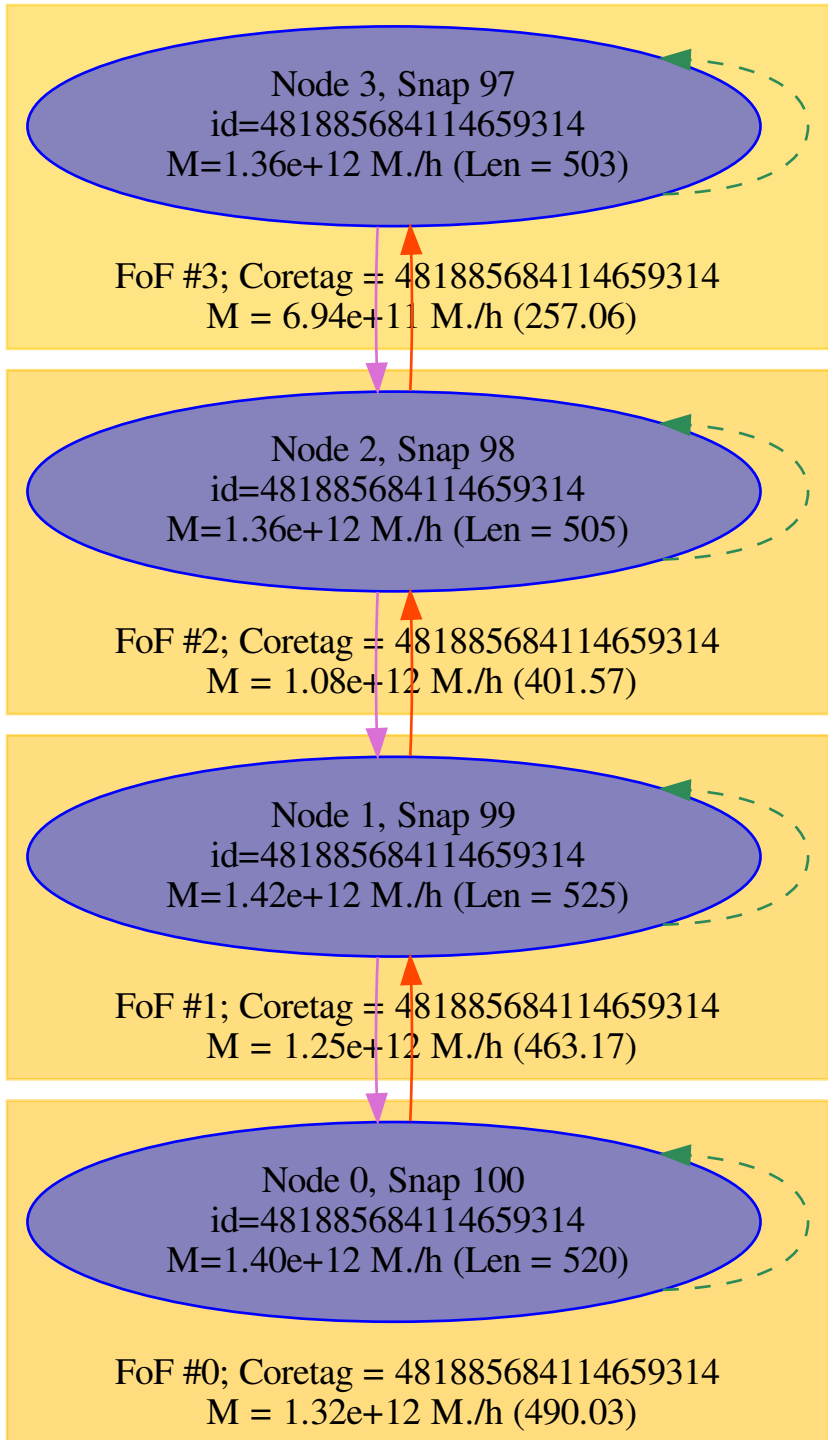 Node 3, Snap 97
id=481885684114659314
M=1.36e+12 M./h (Len = 503)
FoF #3; Coretag = 481885684114659314
M = 6.94e+11 M./h (257.06)
Node 2, Snap 98
id=481885684114659314
M=1.36e+12 M./h (Len = 505)
FoF #2; Coretag = 481885684114659314
M = 1.08e+12 M./h (401.57)
Node 1, Snap 99
id=481885684114659314
M=1.42e+12 M./h (Len = 525)
FoF #1; Coretag = 481885684114659314
M = 1.25e+12 M./h (463.17)
Node 0, Snap 100
id=481885684114659314
M=1.40e+12 M./h (Len = 520)
FoF #0; Coretag = 481885684114659314
M = 1.32e+12 M./h (490.03)